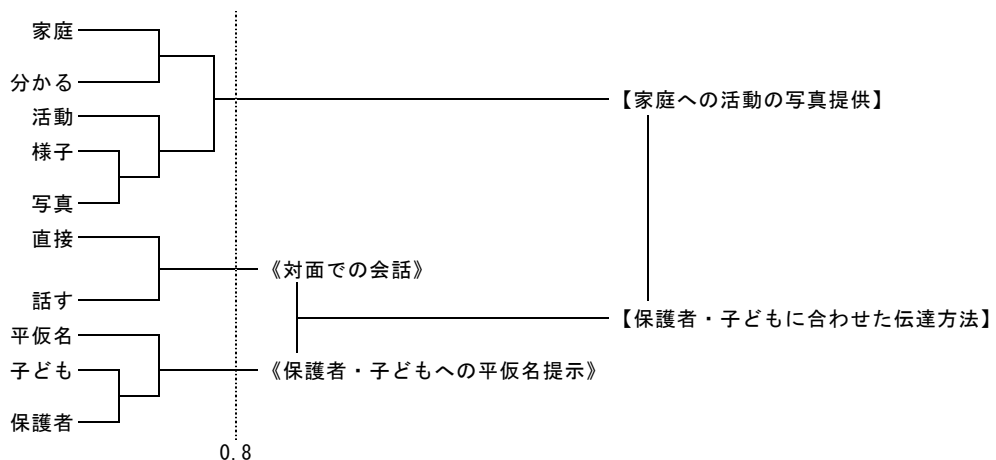 家庭
分かる
【家庭への活動の写真提供】
活動
様子
写真
直接
《対面での会話》
話す
【保護者・子どもに合わせた伝達方法】
平仮名
子ども
《保護者・子どもへの平仮名提示》
保護者
0.8